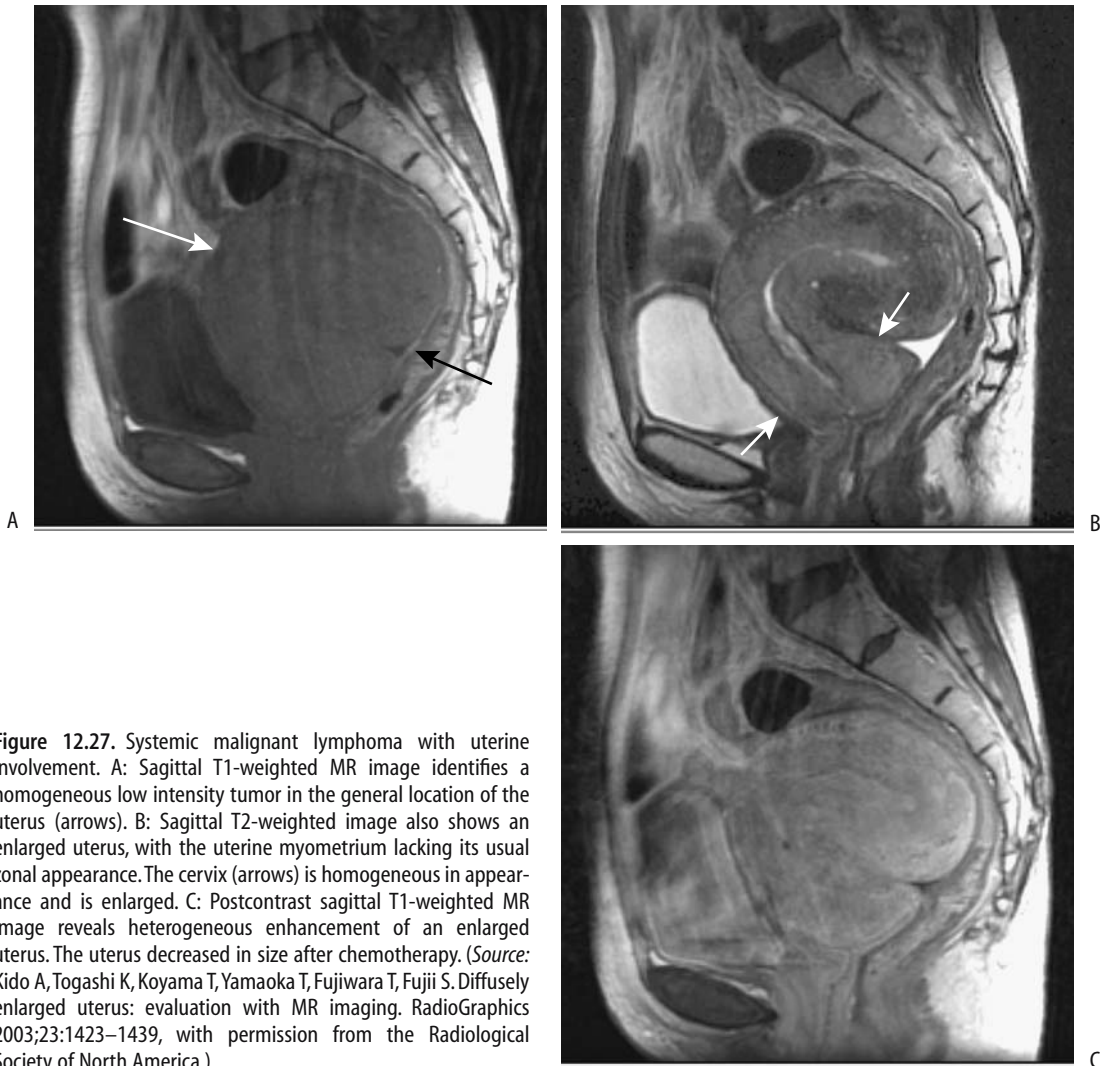 A
B
Figure 12.27. Systemic malignant lymphoma with uterine
nvolvement. A: Sagittal T1-weighted MR image identifies a
homogeneous low intensity tumor in the general location of the
uterus (arrows). B: Sagittal T2-weighted image also shows an
enlarged uterus, with the uterine myometrium lacking its usual
zonal appearance. The cervix (arrows) is homogeneous in appear-
ance and is enlarged. C: Postcontrast sagittal T1-weighted MR
image reveals heterogeneous enhancement of an enlarged
uterus. The uterus decreased in size after chemotherapy. (Source:
Kido A, Togashi K, Koyama T, Yamaoka T, Fujiwara T, Fujii S. Diffusely
enlarged uterus: evaluation with MR imaging. RadioGraphics
2003;23:1423–1439, with permission from the Radiological
Society of North America.)
C